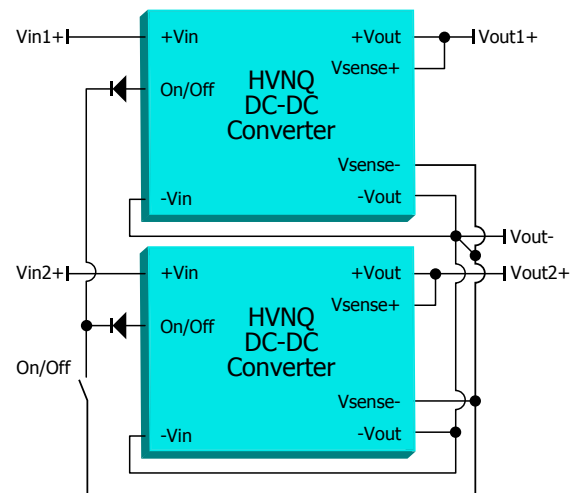 Vin1+
+Vin
+Vout
Vout1+
Vsense+
On/Off
HVNQ
DC-DC
Converter
Vsense-
-Vin
-Vout
Vout-
Vin2+
+Vin
+Vout
Vout2+
Vsense+
On/Off
HVNQ
DC-DC
Converter
On/Off
Vsense-
-Vin
-Vout